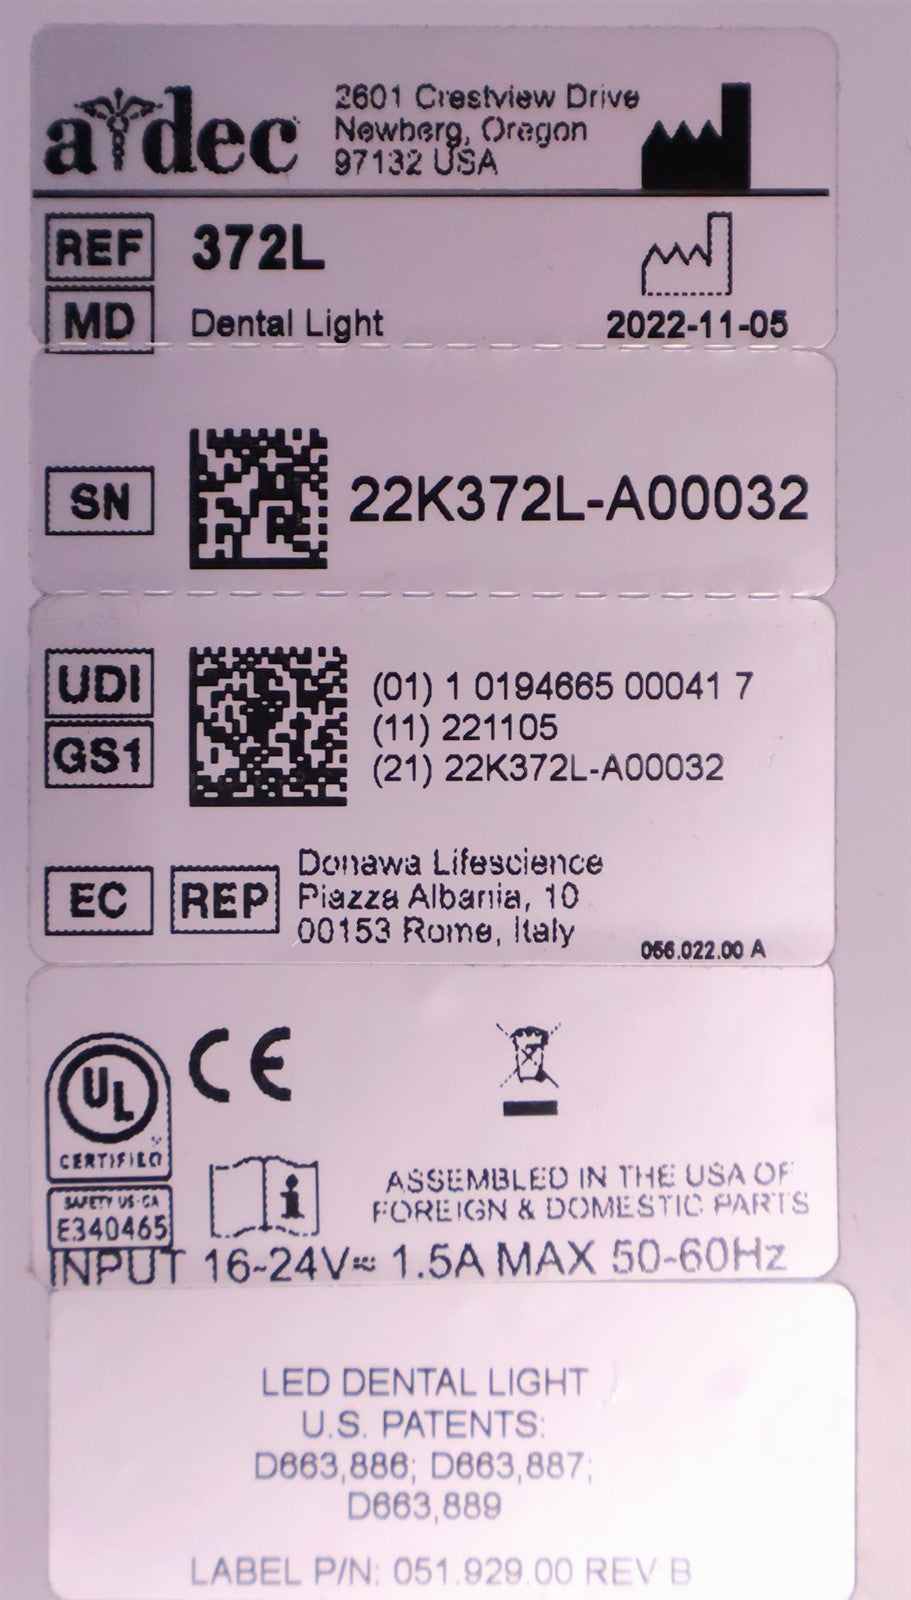 a dec
2601 Crestview Drive
Newberg, Oregon
97132 USA
REF 372L
MD Dental Light
2022-11-05
SN 22K372L-A00032
UDI (01) 1 0194665 00041 7
(11) 221105
GS1 (21) 22K372L-A00032
EC REP Donawa Lifescience
Piazza Albania, 10
00153 Rome, Italy
066.022.00 A
UL CE
CERTIFIED
SAFETY US-CA
E340465
ASSEMBLED IN THE USA OF
FOREIGN & DOMESTIC PARTS
INPUT 16~24V≂ 1.5A MAX 50-60Hz
LED DENTAL LIGHT
U.S. PATENTS:
D663,886; D663,887;
D663,889
LABEL P/N: 051.929.00 REV B